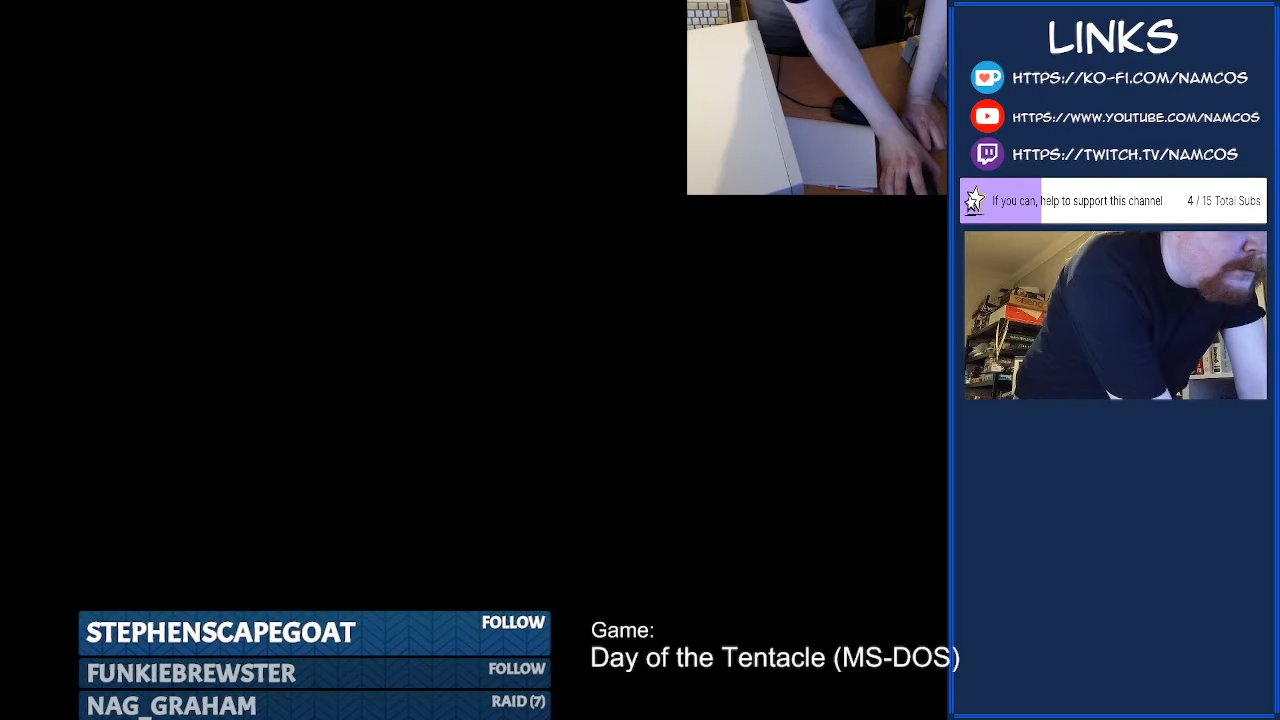 LINKS
HTTPS://KO-FI.COM/NAMCOS
HTTPS://WWW.YOUTUBE.COM/NAMCOS
HTTPS://TWITCH.TV/NAMCOS
If you can, help to support this channel 4 / 15 Total Subs
STEPHENSCAPEGOAT FOLLOW
FUNKIEBREWSTER FOLLOW
NAG_GRAHAM RAID (7)
Game:
Day of the Tentacle (MS-DOS)